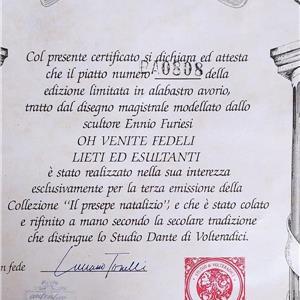 Col presente certificato si dichiara ed attesta
che il piatto numero BA0808 della
edizione limitata in alabastro avorio,
tratto dal disegno magistrale modellato dallo
scultore Ennio Furiesi
OH VENITE FEDELI
LIETI ED ESULTANTI
è stato realizzato nella sua interezza
esclusivamente per la terza emissione della
Collezione "Il presepe natalizio", e che è stato colato
e rifinito a mano secondo la secolare tradizione
che distingue lo Studio Dante di Volteradici.
n fede